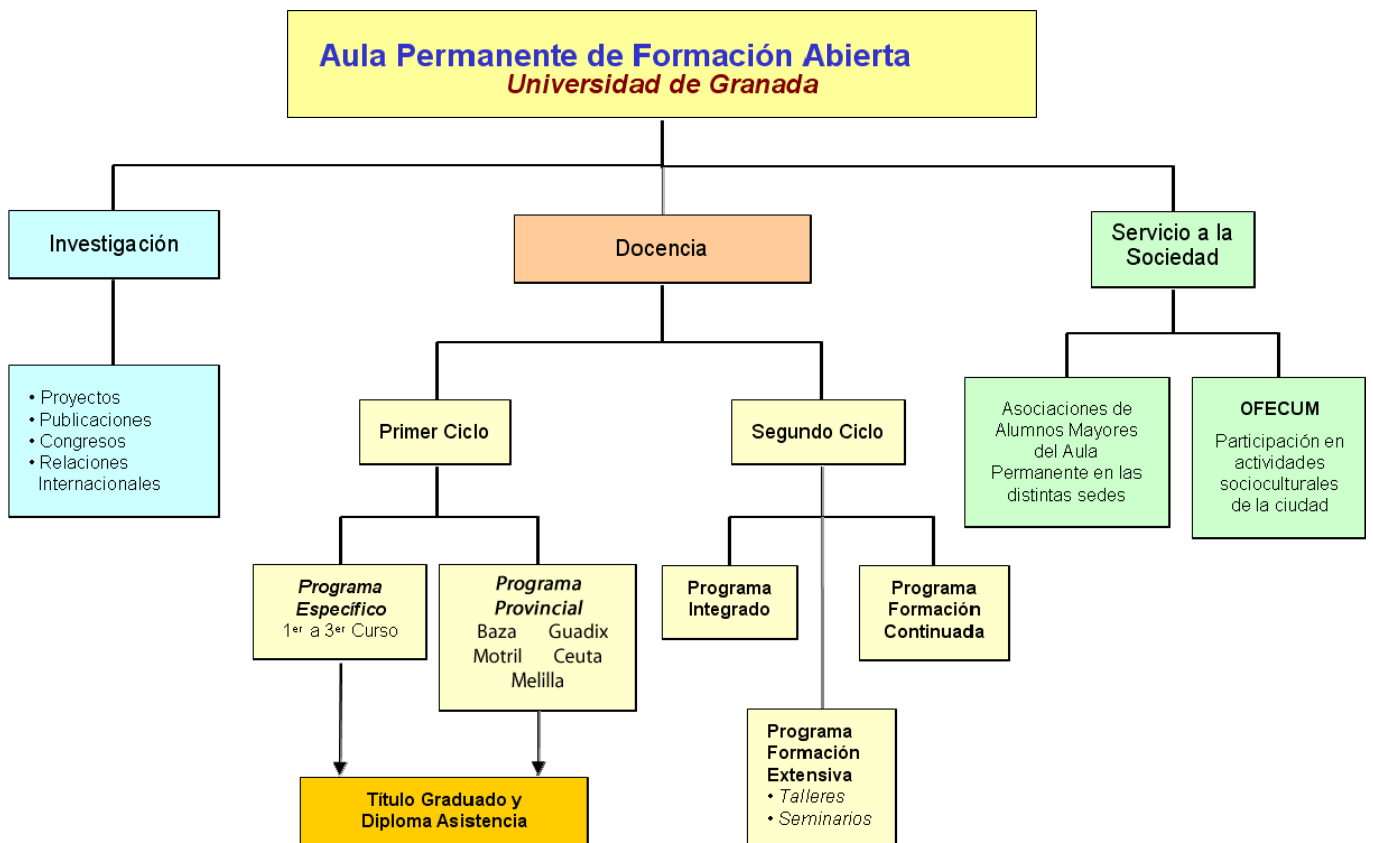 Aula Permanente de Formación Abierta
Universidad de Granada
Investigación
Docencia
Servicio a la
Sociedad
• Proyectos
• Publicaciones
• Congresos
• Relaciones
Internacionales
Primer Ciclo
Segundo Ciclo
Asociaciones de
Alumnos Mayores
del Aula
Permanente en las
distintas sedes
OFECUM
Participación en
actividades
socioculturales
de la ciudad
Programa
Específico
1er a 3er Curso
Programa
Provincial
Baza Guadix
Motril Ceuta
Melilla
Programa
Integrado
Programa
Formación
Continuada
Programa
Formación
Extensiva
• Talleres
• Seminarios
Título Graduado y
Diploma Asistencia